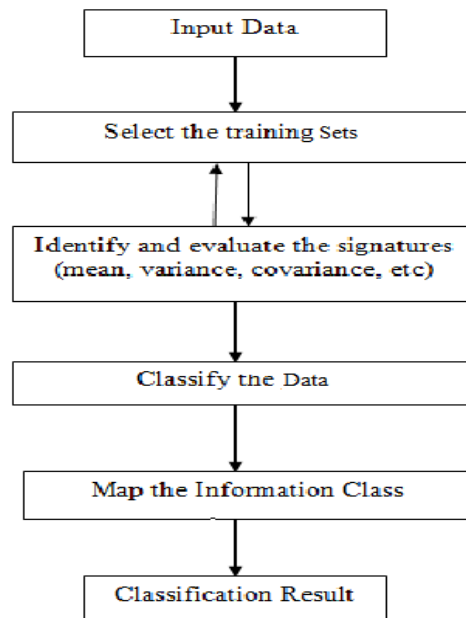 Input Data
Select the training Sets
Identify and evaluate the signatures
(mean, variance, covariance, etc)
Classify the Data
Map the Information Class
Classification Result